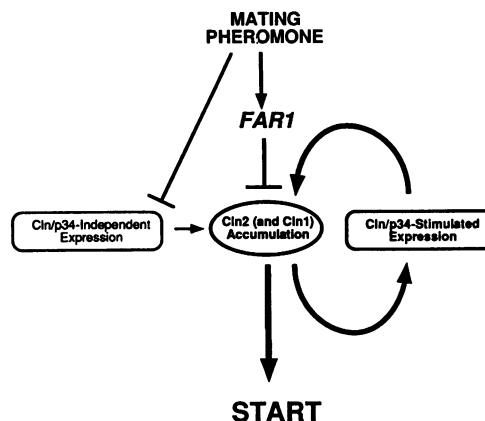 MATING
PHEROMONE
FAR1
Cln/p34-Independent
Expression
Cln2 (and Cln1)
Accumulation
Cln/p34-Stimulated
Expression
START